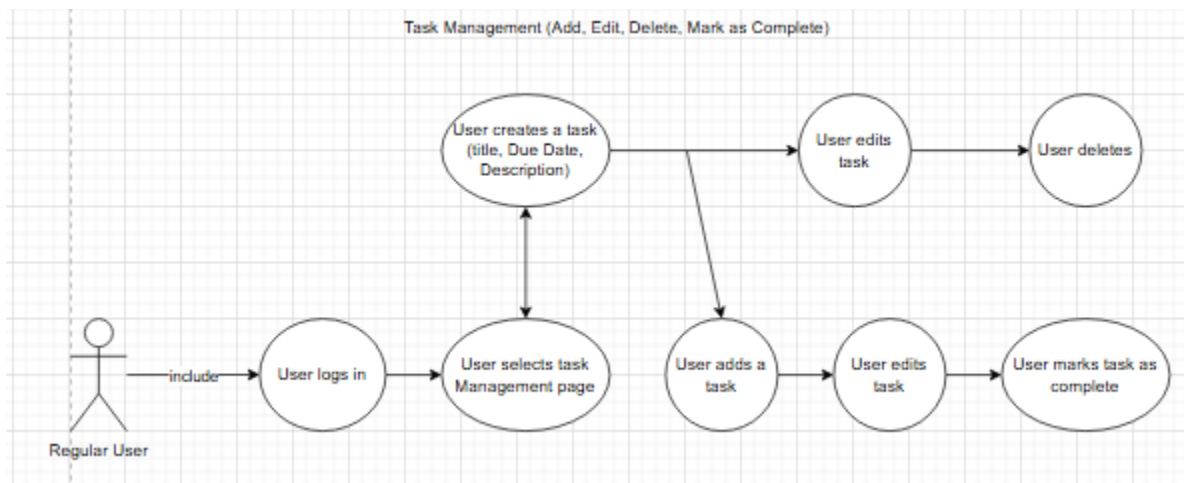 Task Management (Add, Edit, Delete, Mark as Complete)
User creates a task
(title, Due Date,
Description)
User edits
task
User deletes
include
User logs in
User selects task
Management page
User adds a
task
User edits
task
User marks task as
complete
Regular User